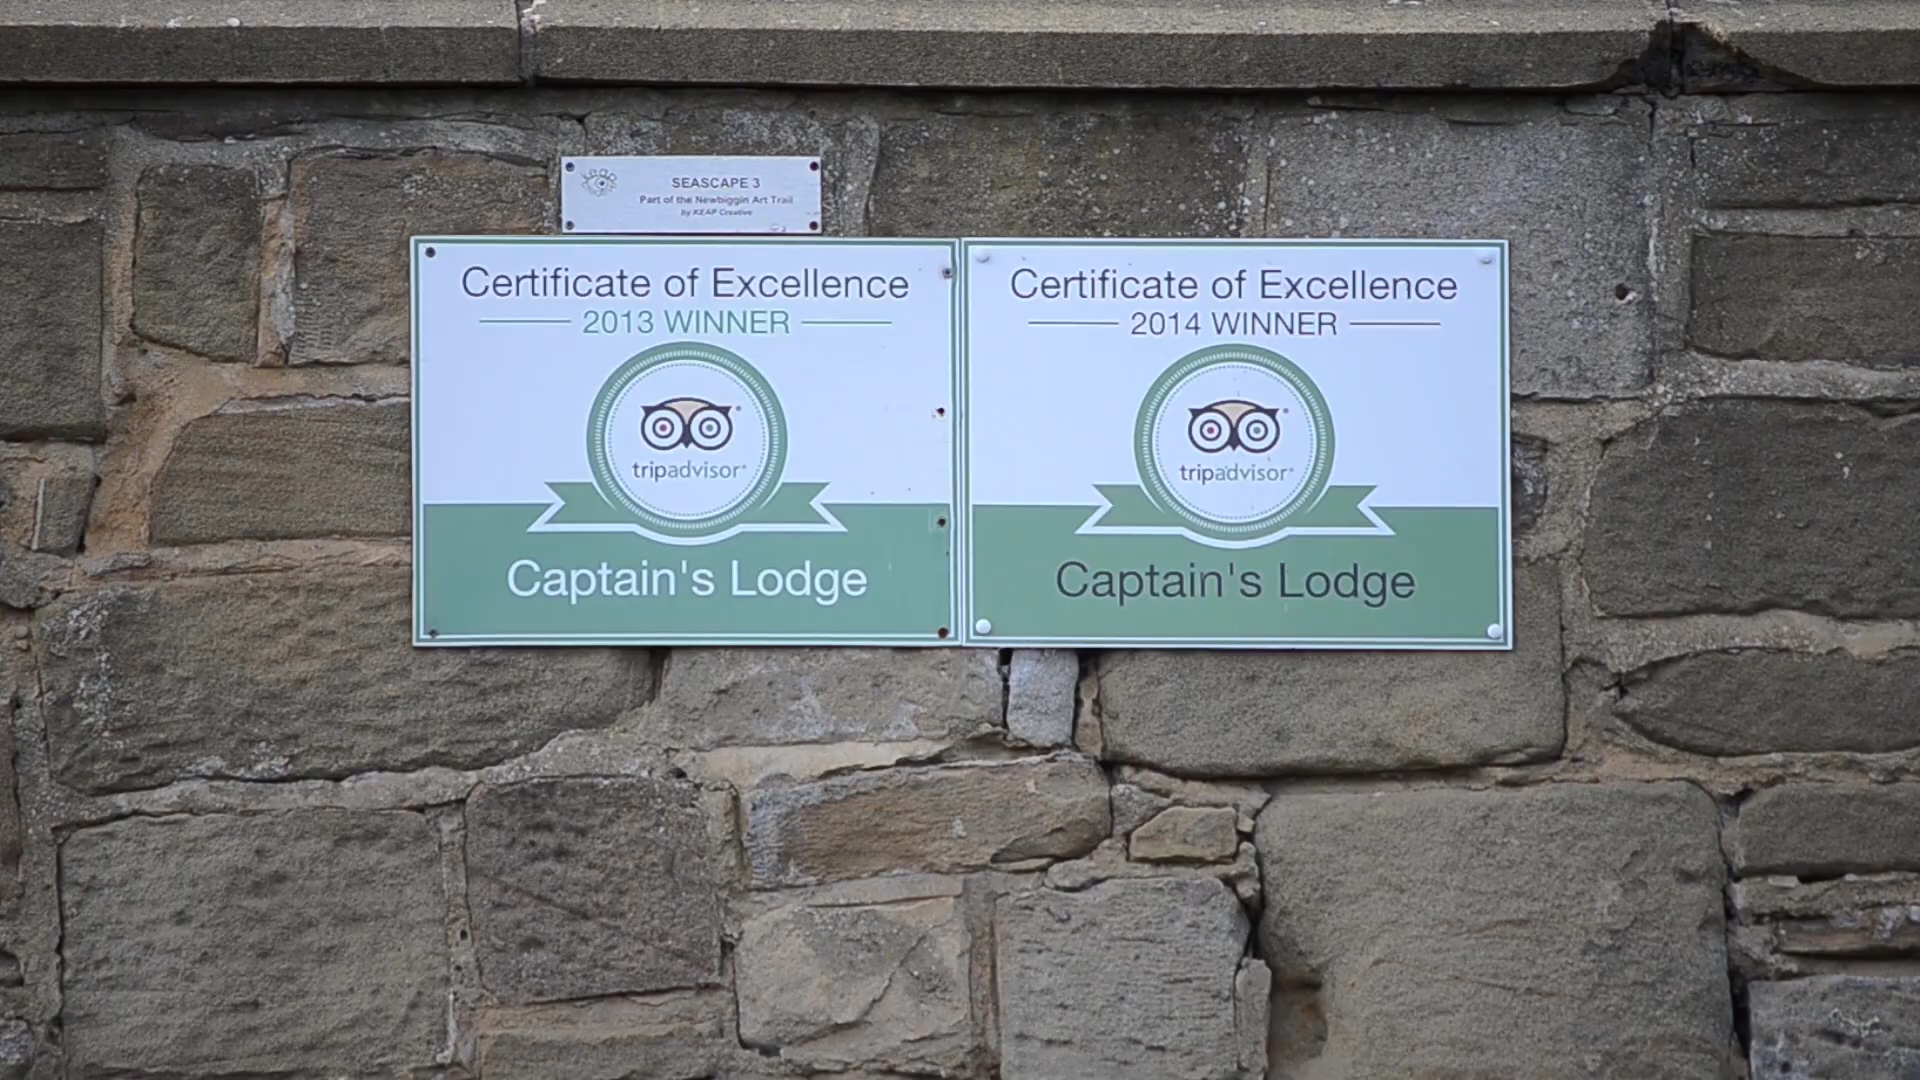 SEASCAPE 3
Part of the Newbiggin Art Trail
by KEAP Creative
Certificate of Excellence
2013 WINNER
tripadvisor®
Captain's Lodge
Certificate of Excellence
2014 WINNER
tripadvisor®
Captain's Lodge